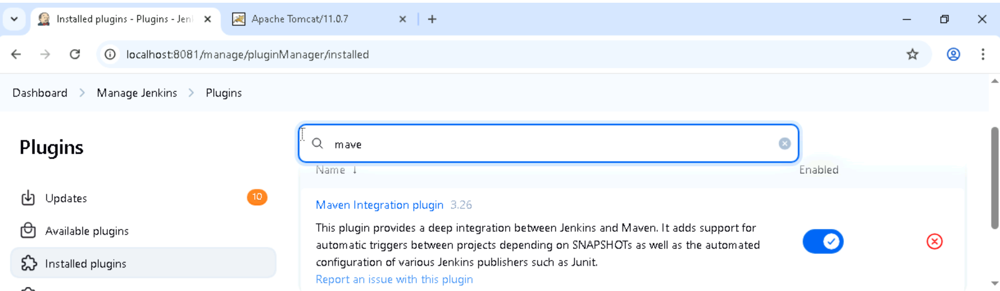 Installed plugins - Plugins - Jen
Apache Tomcat/11.0.7
localhost:8081/manage/pluginManager/installed
Dashboard > Manage Jenkins > Plugins
Plugins
mave
Name ↓ Enabled
Updates 10
Available plugins
Installed plugins
Maven Integration plugin 3.26
This plugin provides a deep integration between Jenkins and Maven. It adds support for
automatic triggers between projects depending on SNAPSHOTs as well as the automated
configuration of various Jenkins publishers such as Junit.
Report an issue with this plugin